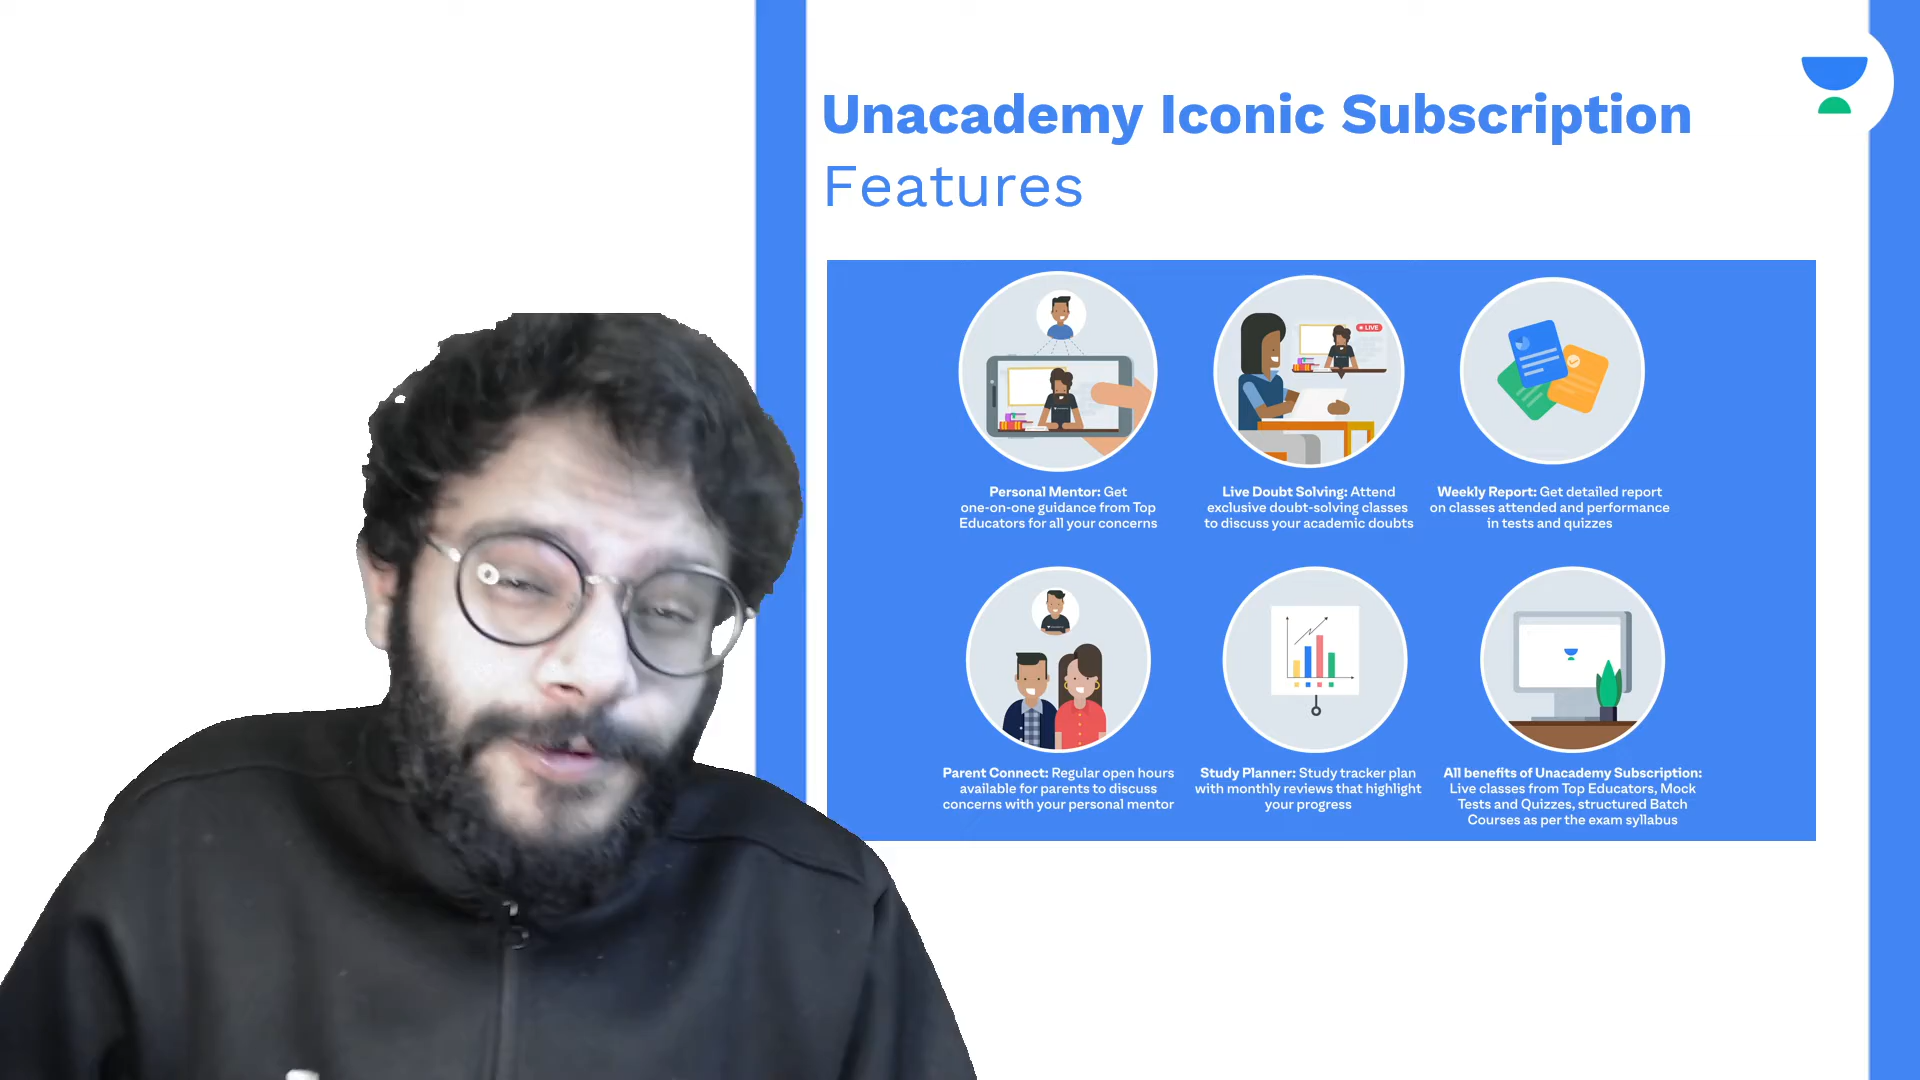 Unacademy Iconic Subscription
Features
LIVE
Personal Mentor: Get
one-on-one guidance from Top
Educators for all your concerns
Live Doubt Solving: Attend
exclusive doubt-solving classes
to discuss your academic doubts
Weekly Report: Get detailed report
on classes attended and performance
in tests and quizzes
Parent Connect: Regular open hours
available for parents to discuss
concerns with your personal mentor
Study Planner: Study tracker plan
with monthly reviews that highlight
your progress
All benefits of Unacademy Subscription:
Live classes from Top Educators, Mock
Tests and Quizzes, structured Batch
Courses as per the exam syllabus